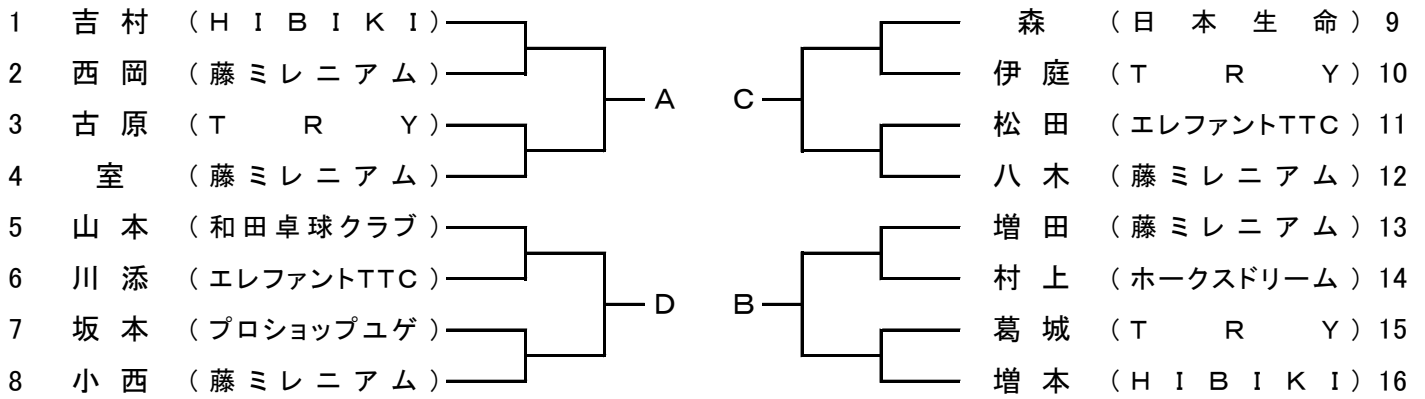 1 吉村 (HIBIKI) 森 (日本生命) 9
2 西岡 (藤ミレニアム) 伊庭 (TRY) 10
A C
3 古原 (TRY) 松田 (エレファントTTC) 11
4 室 (藤ミレニアム) 八木 (藤ミレニアム) 12
5 山本 (和田卓球クラブ) 増田 (藤ミレニアム) 13
6 川添 (エレファントTTC) 村上 (ホークスドリーム) 14
D B
7 坂本 (プロショップユゲ) 葛城 (TRY) 15
8 小西 (藤ミレニアム) 増本 (HIBIKI) 16